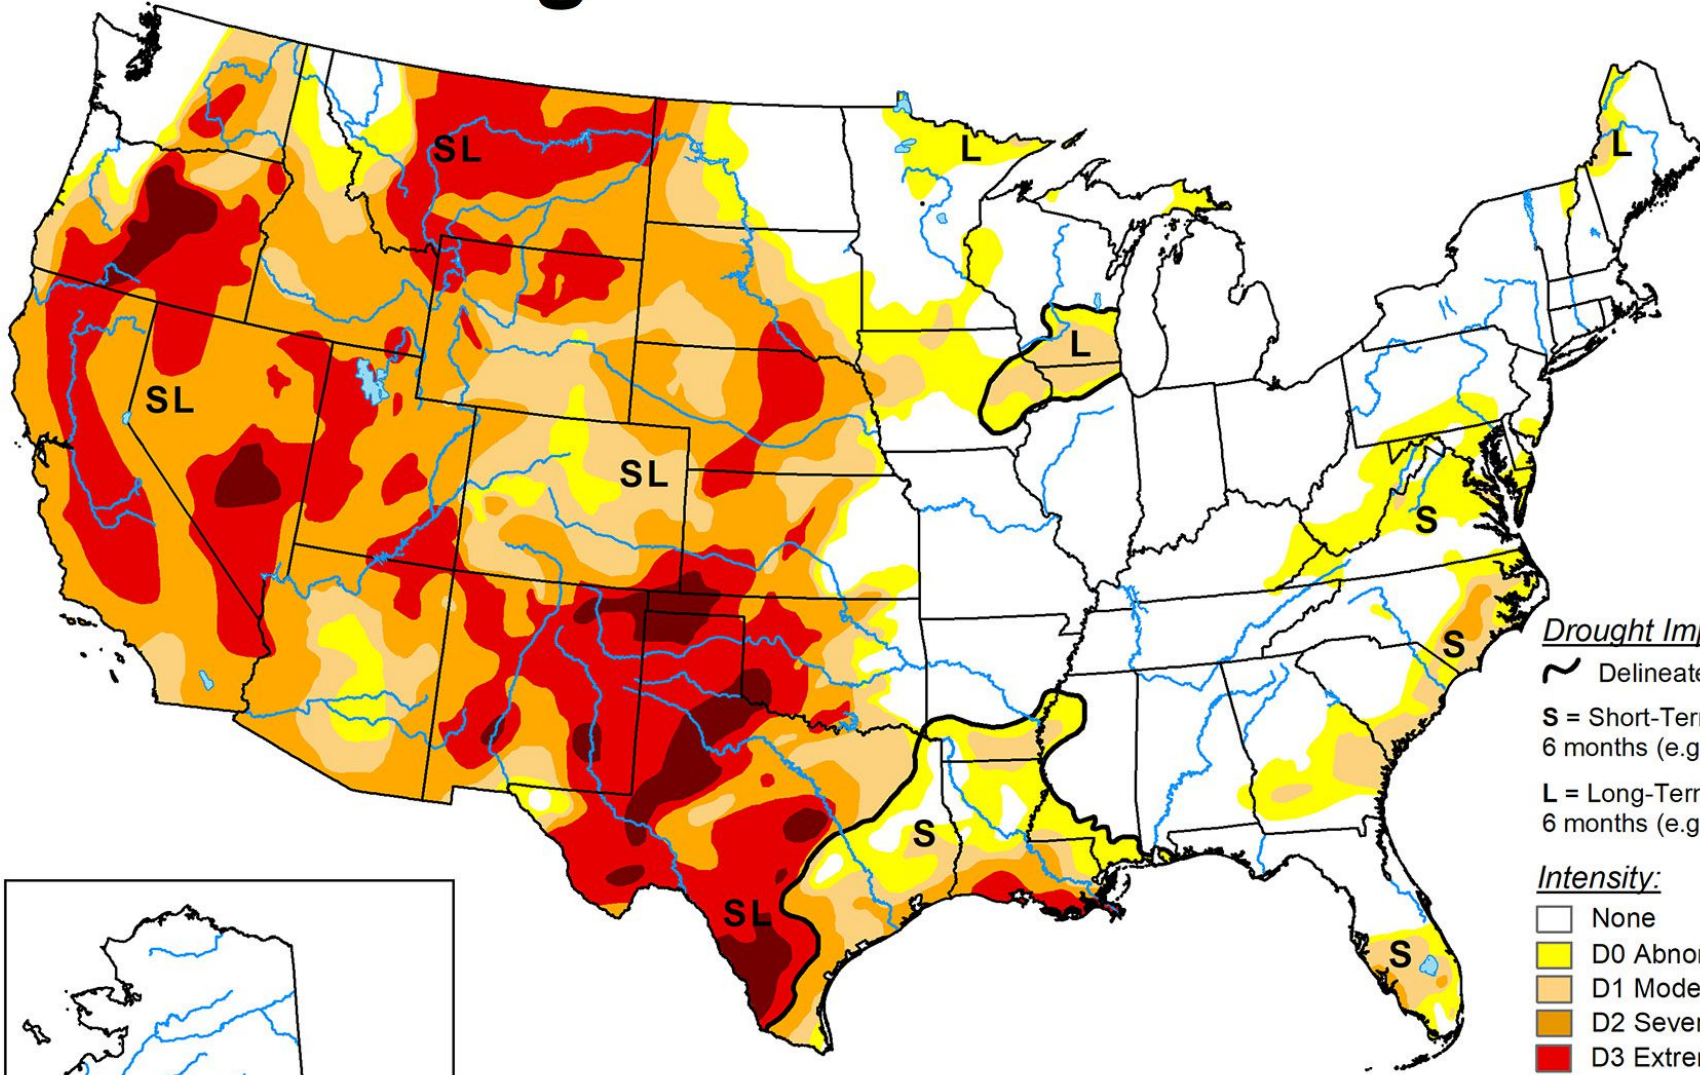 SL
L
L
L
SL
SL
S
S
S
SL
S
Drought Im
Delineate
S = Short-Ter
6 months (e.g
L = Long-Ter
6 months (e.g
Intensity:
None
D0 Abno
D1 Mode
D2 Sever
D3 Extre